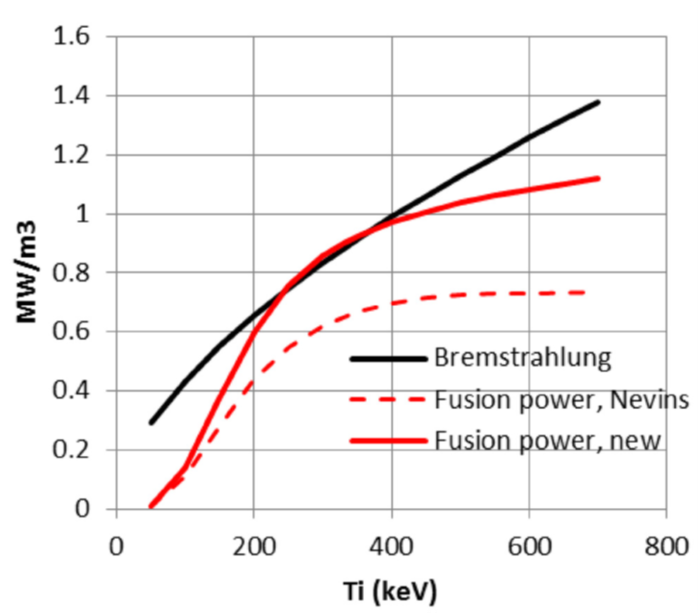 1.6
1.4
1.2
1
0.8
0.6
0.4
0.2
0
MW/m3
Bremstrahlung
Fusion power, Nevins
Fusion power, new
0 200 400 600 800
Ti (keV)